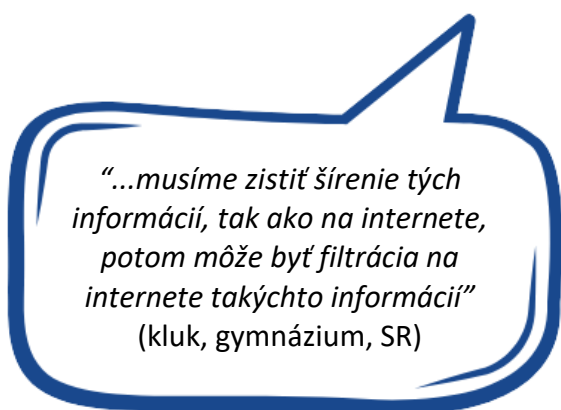 “...musíme zistiť šírenie tých
informácií, tak ako na internete,
potom môže byť filtrácia na
internete takýchto informácií”
(kluk, gymnázium, SR)